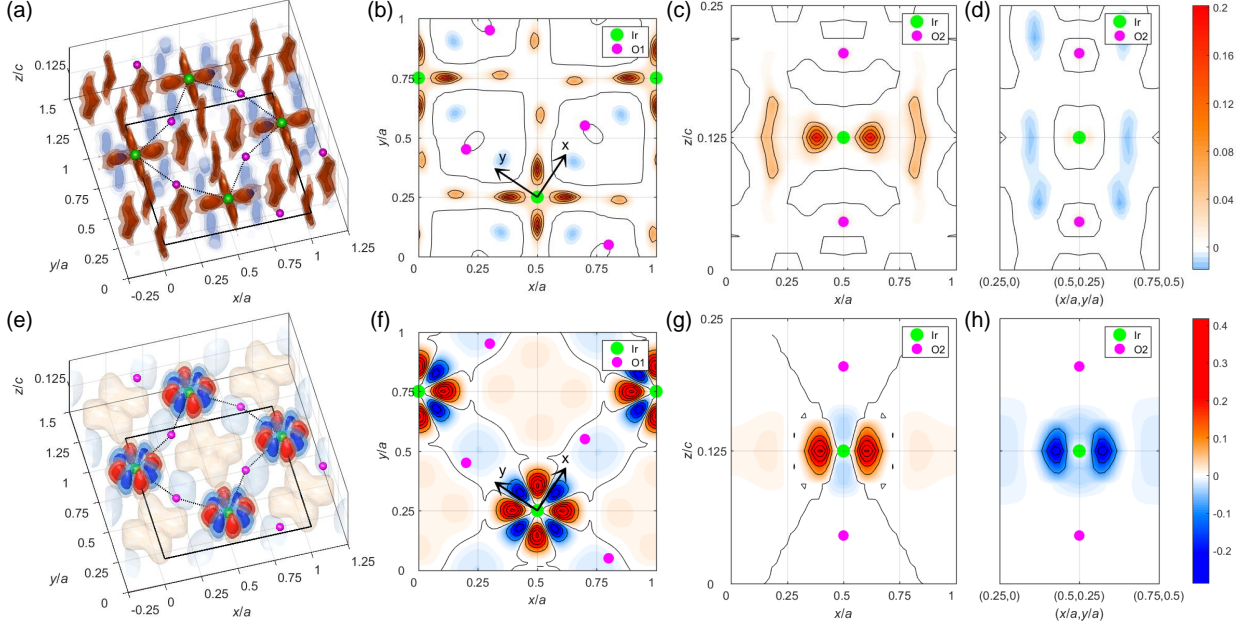 (a)
z/c
0.125
1.5
1.25
1
0.75
0.5
0.25
0
y/a
-0.25
0
0.25
0.5
0.75
1
1.25
x/a
(b)
Ir
O1
y
x
1
0.75
0.5
0.25
0
y/a
0
0.25
0.5
0.75
1
x/a
(c)
Ir
O2
0.25
0.125
0
z/c
0
0.25
0.5
0.75
1
x/a
(d)
Ir
O2
(0.25,0)
(0.5,0.25)
(0.75,0.5)
(x/a,y/a)
0.2
0.16
0.12
0.08
0.04
0
(e)
z/c
0.125
1.5
1.25
1
0.75
0.5
0.25
0
y/a
-0.25
0
0.25
0.5
0.75
1
1.25
x/a
(f)
Ir
O1
y
x
1
0.75
0.5
0.25
0
y/a
0
0.25
0.5
0.75
1
x/a
(g)
Ir
O2
0.25
0.125
0
z/c
0
0.25
0.5
0.75
1
x/a
(h)
Ir
O2
(0.25,0)
(0.5,0.25)
(0.75,0.5)
(x/a,y/a)
0.4
0.3
0.2
0.1
0
-0.1
-0.2